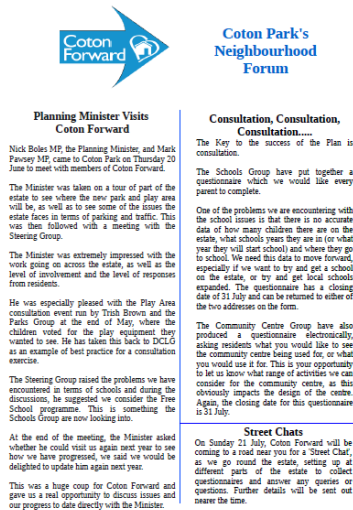 Coton
Forward
Coton Park's
Neighbourhood
Forum
Planning Minister Visits
Coton Forward
Nick Boles MP, the Planning Minister, and Mark
Pawsey MP, came to Coton Park on Thursday 20
June to meet with members of Coton Forward.
The Minister was taken on a tour of part of the
estate to see where the new park and play area
will be, as well as to see some of the issues the
estate faces in terms of parking and traffic. This
was then followed with a meeting with the
Steering Group.
The Minister was extremely impressed with the
work going on across the estate, as well as the
level of involvement and the level of responses
from residents.
He was especially pleased with the Play Area
consultation event run by Trish Brown and the
Parks Group at the end of May, where the
children voted for the play equipment they
wanted to see. He has taken this back to DCLG
as an example of best practice for a consultation
exercise.
The Steering Group raised the problems we have
encountered in terms of schools and during the
discussions, he suggested we consider the Free
School programme. This is something the
Schools Group are now looking into.
At the end of the meeting, the Minister asked
whether he could visit us again next year to see
how we have progressed, we said we would be
delighted to update him again next year.
This was a huge coup for Coton Forward and
gave us a real opportunity to discuss issues and
our progress to date directly with the Minister.
Consultation, Consultation,
Consultation.....
The Key to the success of the Plan is
consultation.
The Schools Group have put together a
questionnaire which we would like every
parent to complete.
One of the problems we are encountering with
the school issues is that there is no accurate
data of how many children there are on the
estate, what schools years they are in (or what
year they will start school) and where they go
to school. We need this data to move forward,
especially if we want to try and get a school
on the estate, or try and get local schools
expanded. The questionnaire has a closing
date of 31 July and can be returned to either of
the two addresses on the form.
The Community Centre Group have also
produced a questionnaire electronically,
asking residents what you would like to see
the community centre being used for, or what
you would use it for. This is your opportunity
to let us know what range of activities we can
consider for the community centre, as this
obviously impacts the design of the centre.
Again, the closing date for this questionnaire
is 31 July.
Street Chats
On Sunday 21 July, Coton Forward will be
coming to a road near you for a 'Street Chat',
as we go round the estate, setting up at
different parts of the estate to collect
questionnaires and answer any queries or
questions. Further details will be sent out
nearer the time.